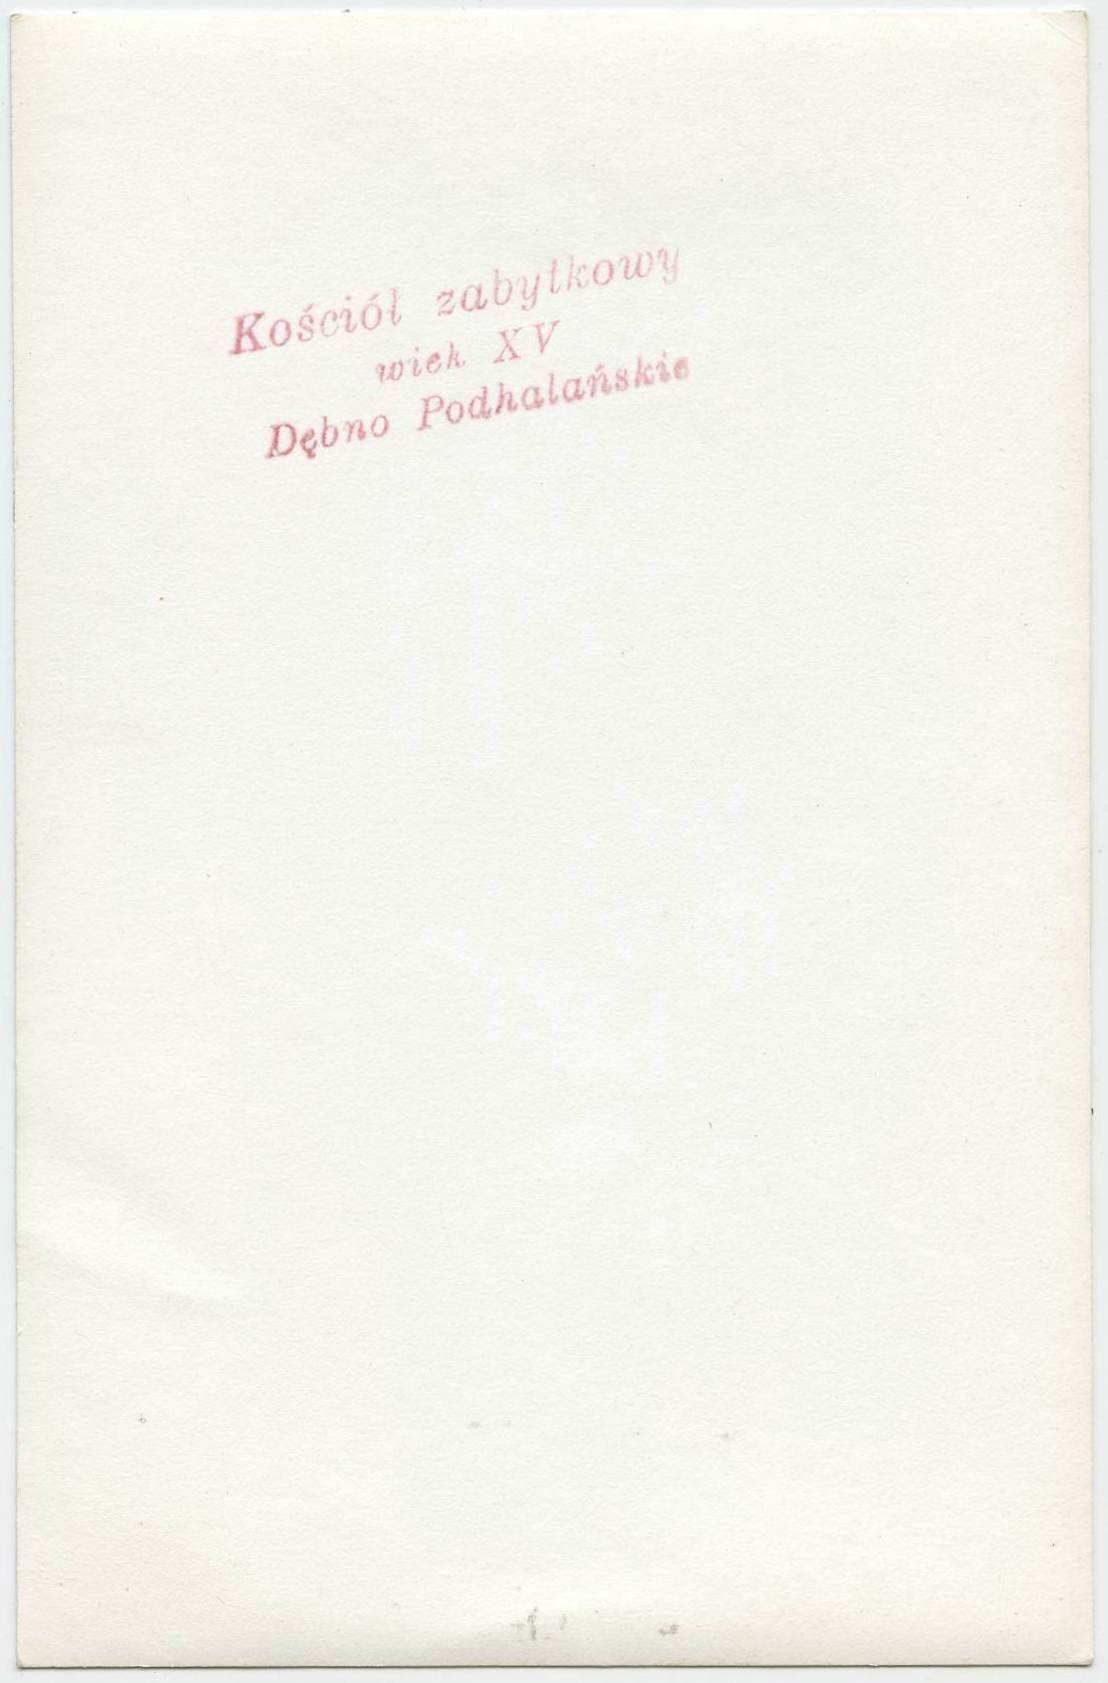 Kościół zabytkowy
wiek XV
Dębno Podhalańskie